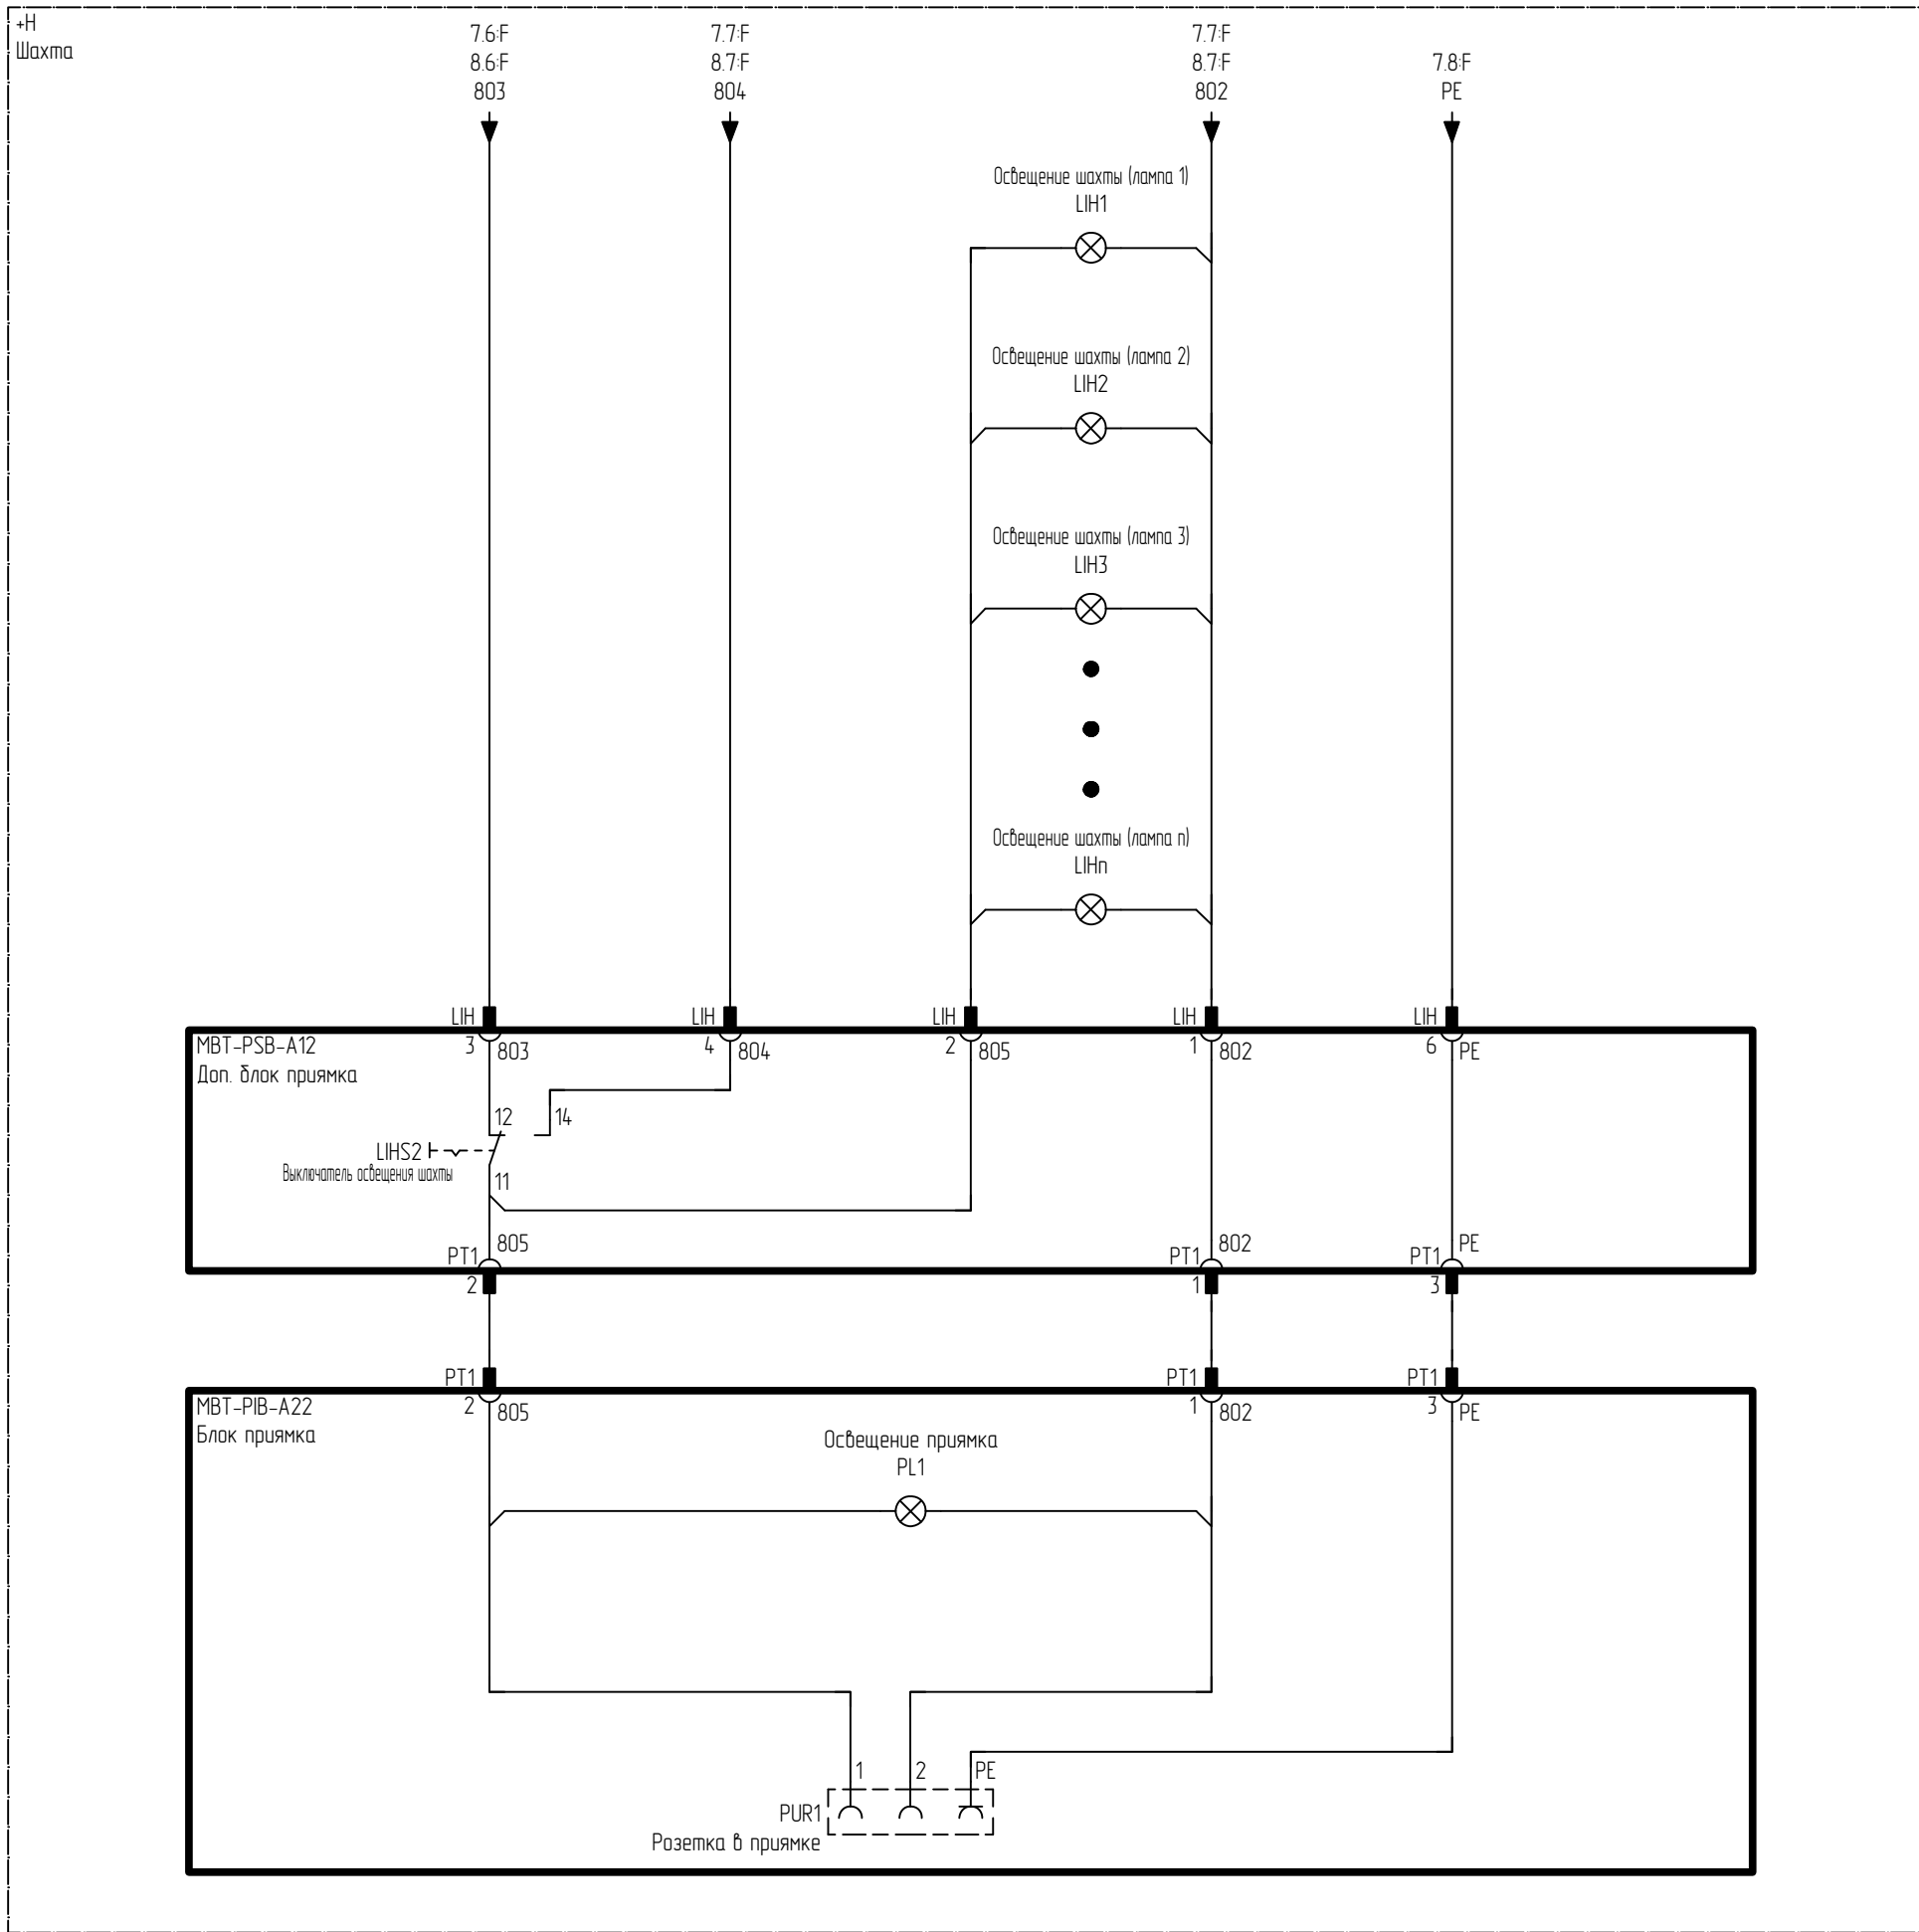 +H
Шахта
7.6:F
8.6:F
803
7.7:F
8.7:F
804
7.7:F
8.7:F
802
7.8:F
PE
Освещение шахты (лампа 1)
LIH1
Освещение шахты (лампа 2)
LIH2
Освещение шахты (лампа 3)
LIH3
Освещение шахты (лампа n)
LIHn
LIH
LIH
LIH
LIH
LIH
MBT-PSB-A12
Доп. блок приямка
3
803
4
804
2
805
1
802
6
PE
12
14
LIHS2
Выключатель освещения шахты
11
805
802
PE
PT1
PT1
PT1
2
1
3
PT1
PT1
PT1
MBT-PIB-A22
Блок приямка
2
805
1
802
3
PE
Освещение приямка
PL1
1
2
PE
PUR1
Розетка в приямке